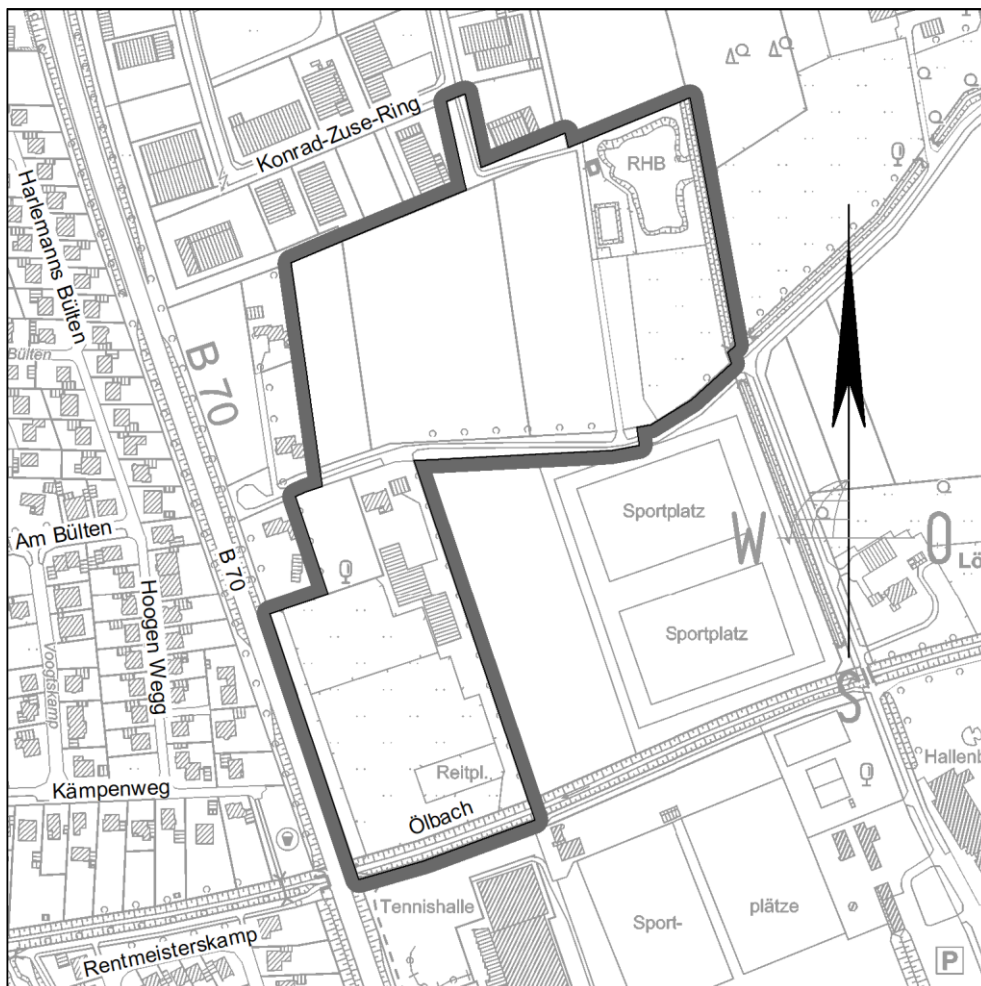 Konrad-Zuse-Ring
RHB
Harlemanns Bülten
Bülten
B 70
Sportplatz
W
O
Am Bülten
B 70
Hoogen Wegg
Voogtskamp
Sportplatz
S
Reitpl.
Kämpenweg
Ölbach
Tennishalle
Sport-
plätze
Rentmeisterskamp
P